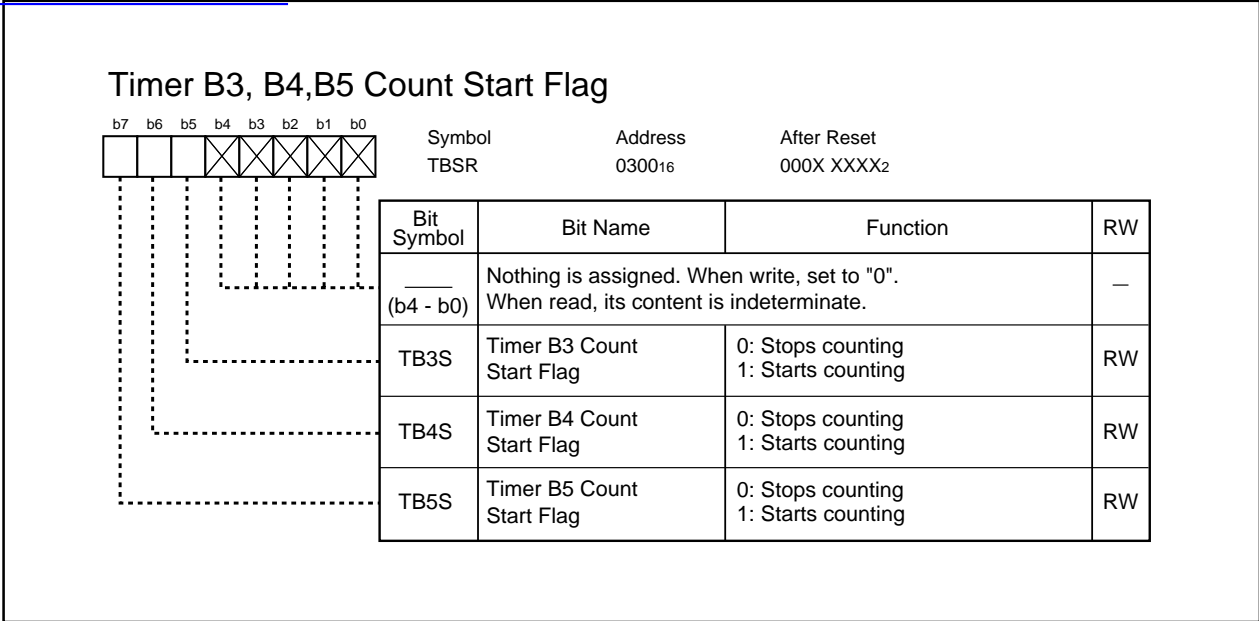 Timer B3, B4,B5 Count Start Flag
b7 b6 b5 b4 b3 b2 b1 b0
Symbol Address After Reset
TBSR 030016 000X XXXX2
Bit Symbol Bit Name Function RW
(b4 - b0) Nothing is assigned. When write, set to "0".
When read, its content is indeterminate. —
TB3S Timer B3 Count
Start Flag 0: Stops counting
1: Starts counting RW
TB4S Timer B4 Count
Start Flag 0: Stops counting
1: Starts counting RW
TB5S Timer B5 Count
Start Flag 0: Stops counting
1: Starts counting RW